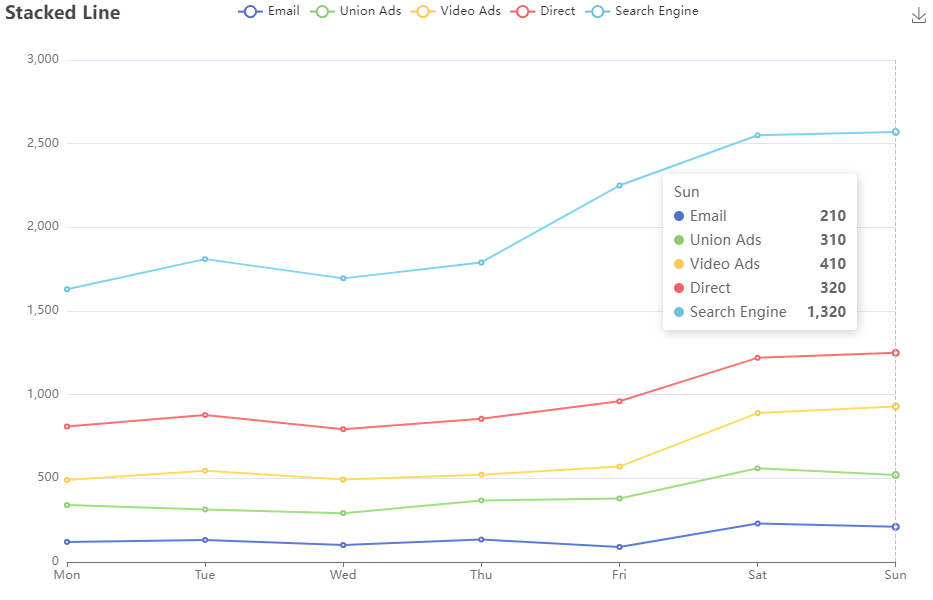 Stacked Line
Email Union Ads Video Ads Direct Search Engine
3,000
2,500
2,000
1,500
1,000
500
0
Mon Tue Wed Thu Fri Sat Sun
Sun
Email 210
Union Ads 310
Video Ads 410
Direct 320
Search Engine 1,320